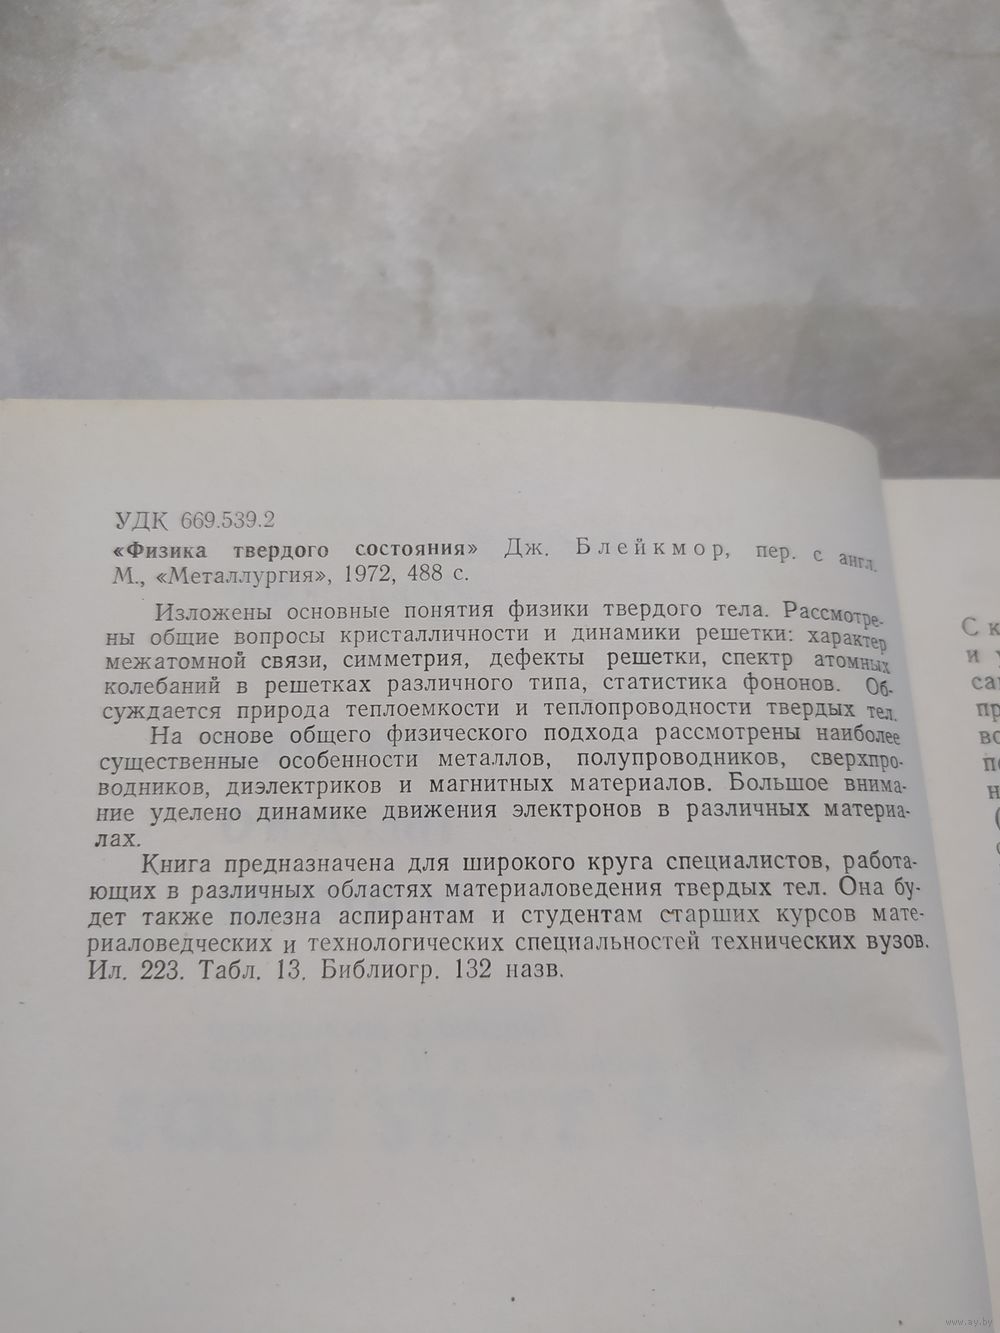 УДК 669.539.2
«Физика твердого состояния» Дж. Блейкмор, пер. с англ.
М., «Металлургия», 1972, 488 с.
Изложены основные понятия физики твердого тела. Рассмотре-
ны общие вопросы кристалличности и динамики решетки: характер
межатомной связи, симметрия, дефекты решетки, спектр атомных
колебаний в решетках различного типа, статистика фононов. Об-
суждается природа теплоемкости и теплопроводности твердых тел.
На основе общего физического подхода рассмотрены наиболее
существенные особенности металлов, полупроводников, сверхпро-
водников, диэлектриков и магнитных материалов. Большое внима-
ние уделено динамике движения электронов в различных материа-
лах.
Книга предназначена для широкого круга специалистов, работа-
ющих в различных областях материаловедения твердых тел. Она бу-
дет также полезна аспирантам и студентам старших курсов мате-
риаловедческих и технологических специальностей технических вузов.
Ил. 223. Табл. 13. Библиогр. 132 назв.
www.ay.by